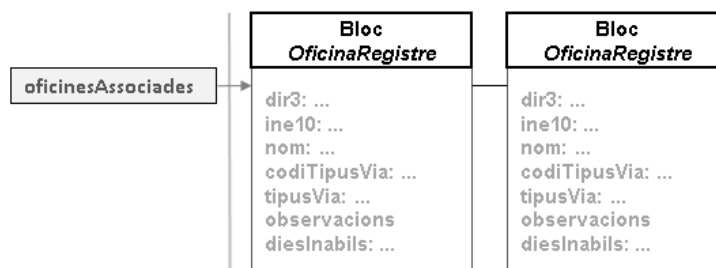 oficinesAssociades
Bloc
OficinaRegistre
dir3: ...
ine10: ...
nom: ...
codiTipusVia: ...
tipusVia: ...
observacions
diesInabils: ...
Bloc
OficinaRegistre
dir3: ...
ine10: ...
nom: ...
codiTipusVia: ...
tipusVia: ...
observacions
diesInabils: ...